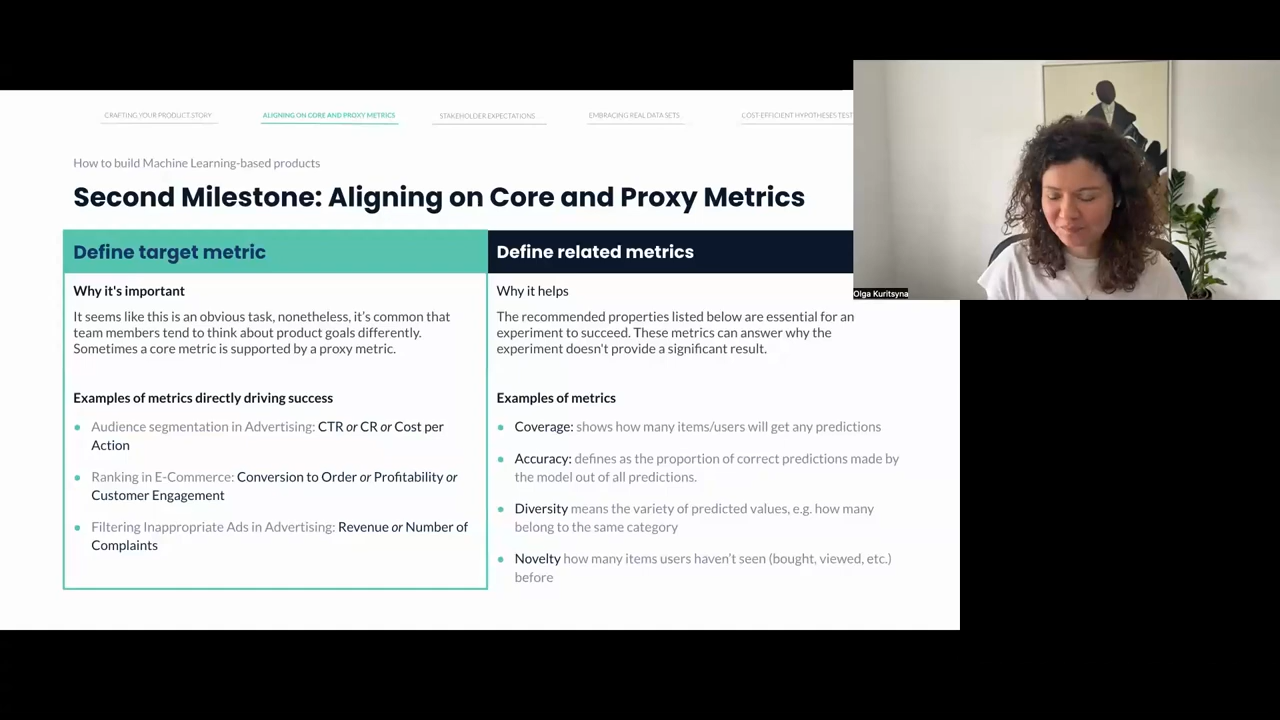 CRAFTING YOUR PRODUCT STORY
ALIGNING ON CORE AND PROXY METRICS
STAKEHOLDER EXPECTATIONS
EMBRACING REAL DATA SETS
COST-EFFICIENT HYPOTHESES TEST
How to build Machine Learning-based products
Second Milestone: Aligning on Core and Proxy Metrics
Define target metric
Why it's important
It seems like this is an obvious task, nonetheless, it's common that
team members tend to think about product goals differently.
Sometimes a core metric is supported by a proxy metric.
Examples of metrics directly driving success
• Audience segmentation in Advertising: CTR or CR or Cost per
Action
• Ranking in E-Commerce: Conversion to Order or Profitability or
Customer Engagement
• Filtering Inappropriate Ads in Advertising: Revenue or Number of
Complaints
Define related metrics
Why it helps
The recommended properties listed below are essential for an
experiment to succeed. These metrics can answer why the
experiment doesn't provide a significant result.
Examples of metrics
• Coverage: shows how many items/users will get any predictions
• Accuracy: defines as the proportion of correct predictions made by
the model out of all predictions.
• Diversity means the variety of predicted values, e.g. how many
belong to the same category
• Novelty how many items users haven't seen (bought, viewed, etc.)
before
Olga Kuritsyna